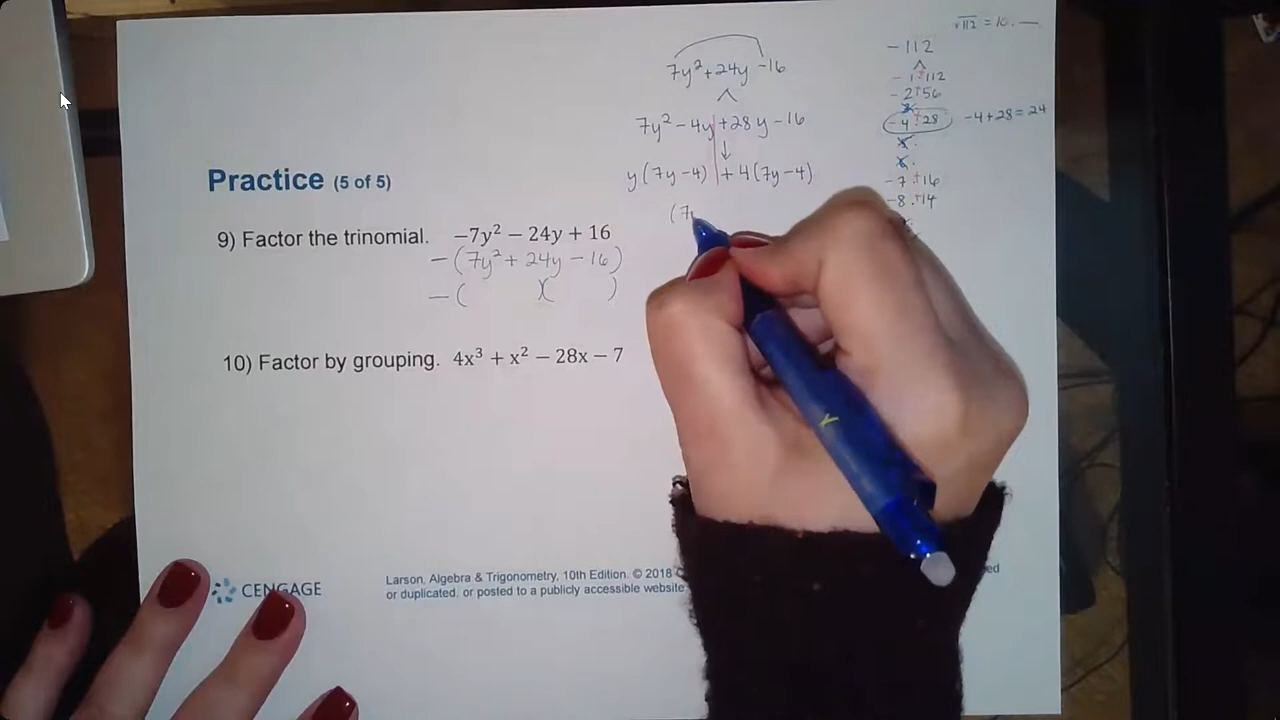 √112 = 10.
7y² + 24y - 16
7y² - 4y + 28y - 16
y(7y - 4) + 4(7y - 4)
(7y
- 112
- 1 · 112
- 2 · 56
- 4 · 28
- 4 + 28 = 24
- 7 · 16
- 8 · 14
Practice (5 of 5)
9) Factor the trinomial. −7y² − 24y + 16
- (7y² + 24y - 16)
- ( )( )
10) Factor by grouping. 4x³ + x² − 28x − 7
CENGAGE
Larson, Algebra & Trigonometry, 10th Edition. © 2018
or duplicated, or posted to a publicly accessible website